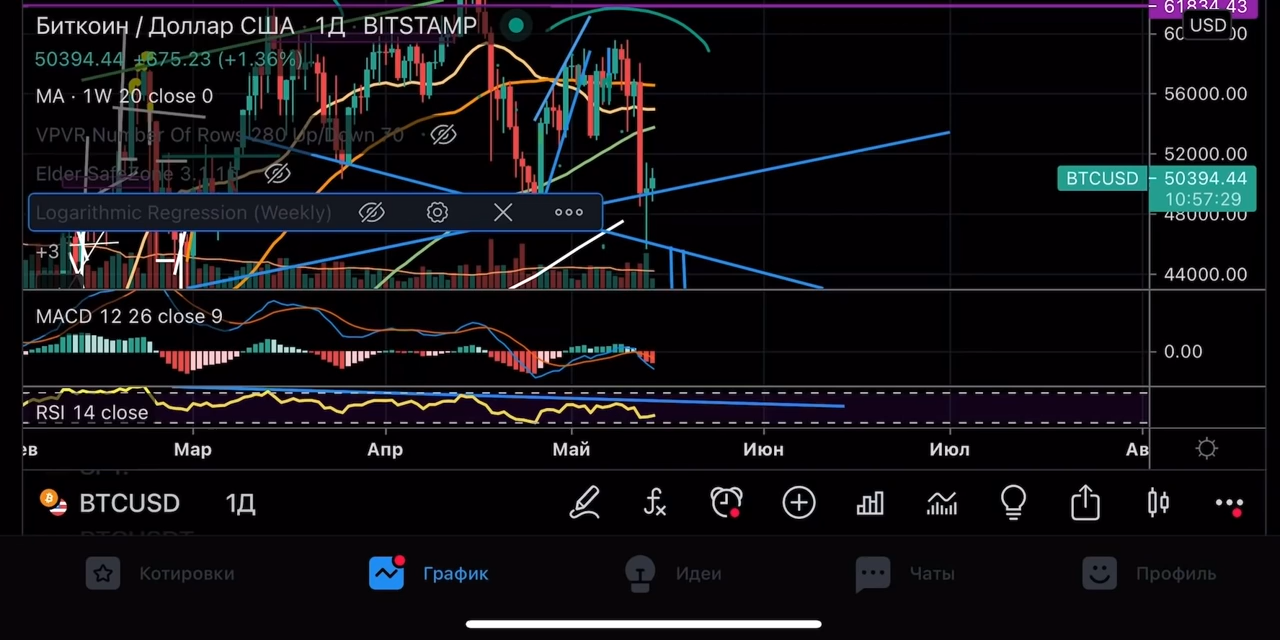 61834.43
USD
Биткоин / Доллар США · 1Д · BITSTAMP
50394.44 +675.23 (+1.36%)
MA · 1W 20 close 0
56000.00
VPVR Number Of Rows 280 Up/Down 70
52000.00
Elder SafeZone 3.1.16
BTCUSD 50394.44
10:57:29
Logarithmic Regression (Weekly)
48000.00
+3
44000.00
MACD 12 26 close 9
0.00
RSI 14 close
Мар Апр Май Июн Июл Ав
BTCUSD 1Д
Котировки График Идеи Чаты Профиль